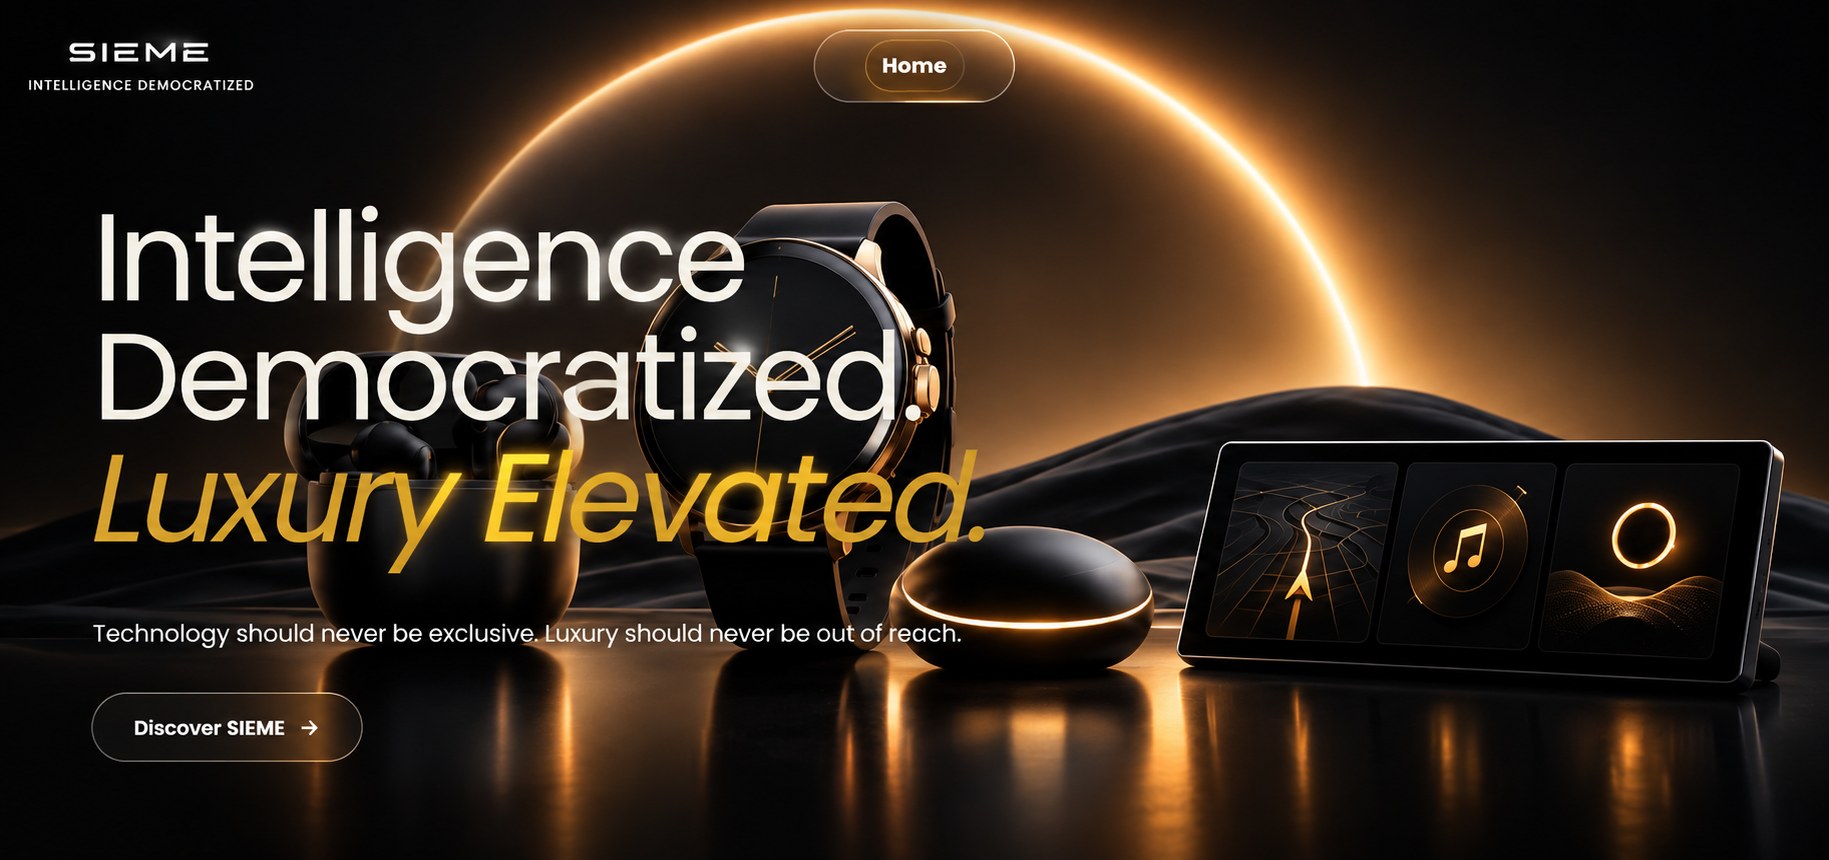 SIEME
INTELLIGENCE DEMOCRATIZED
Home
Intelligence
Democratized.
Luxury Elevated.
Technology should never be exclusive. Luxury should never be out of reach.
Discover SIEME →